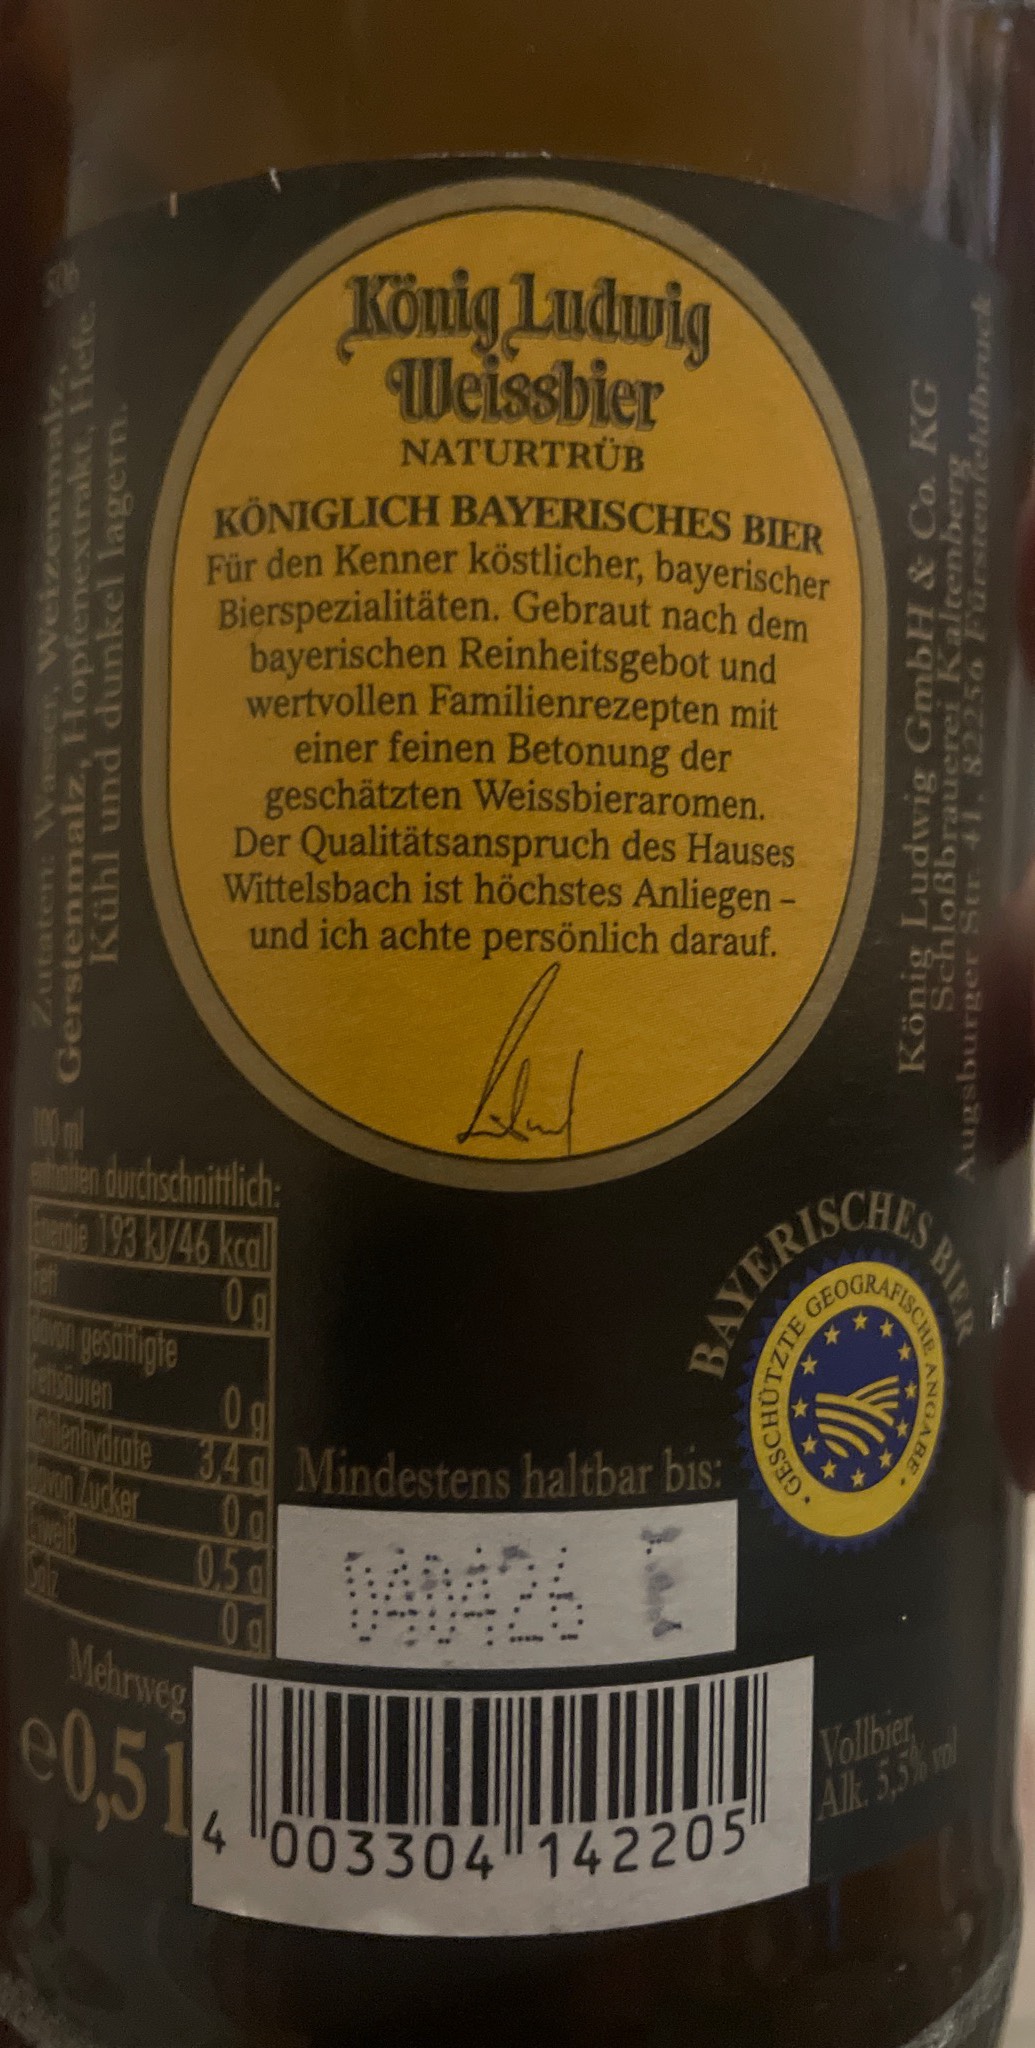 König Ludwig
Weissbier
NATURTRÜB
KÖNIGLICH BAYERISCHES BIER
Für den Kenner köstlicher, bayerischer
Bierspezialitäten. Gebraut nach dem
bayerischen Reinheitsgebot und
wertvollen Familienrezepten mit
einer feinen Betonung der
geschätzten Weissbieraromen.
Der Qualitätsanspruch des Hauses
Wittelsbach ist höchstes Anliegen –
und ich achte persönlich darauf.
Zutaten: Wasser, Weizenmalz,
Gerstenmalz, Hopfenextrakt, Hefe.
Kühl und dunkel lagern.
König Ludwig GmbH & Co. KG
Schloßbrauerei Kaltenberg
Augsburger Str. 41, 82256 Fürstenfeldbruck
100 ml
enthalten durchschnittlich:
Energie 193 kJ/46 kcal
Fett 0 g
davon gesättigte
Fettsäuren 0 g
Kohlenhydrate 3,4 g
davon Zucker 0 g
Eiweiß 0,5 g
Salz 0 g
BAYERISCHES BIER
GESCHÜTZTE GEOGRAFISCHE ANGABE
Mindestens haltbar bis:
Mehrweg
e0,5 l
4 003304 142205
Vollbier,
Alk. 5,5% vol